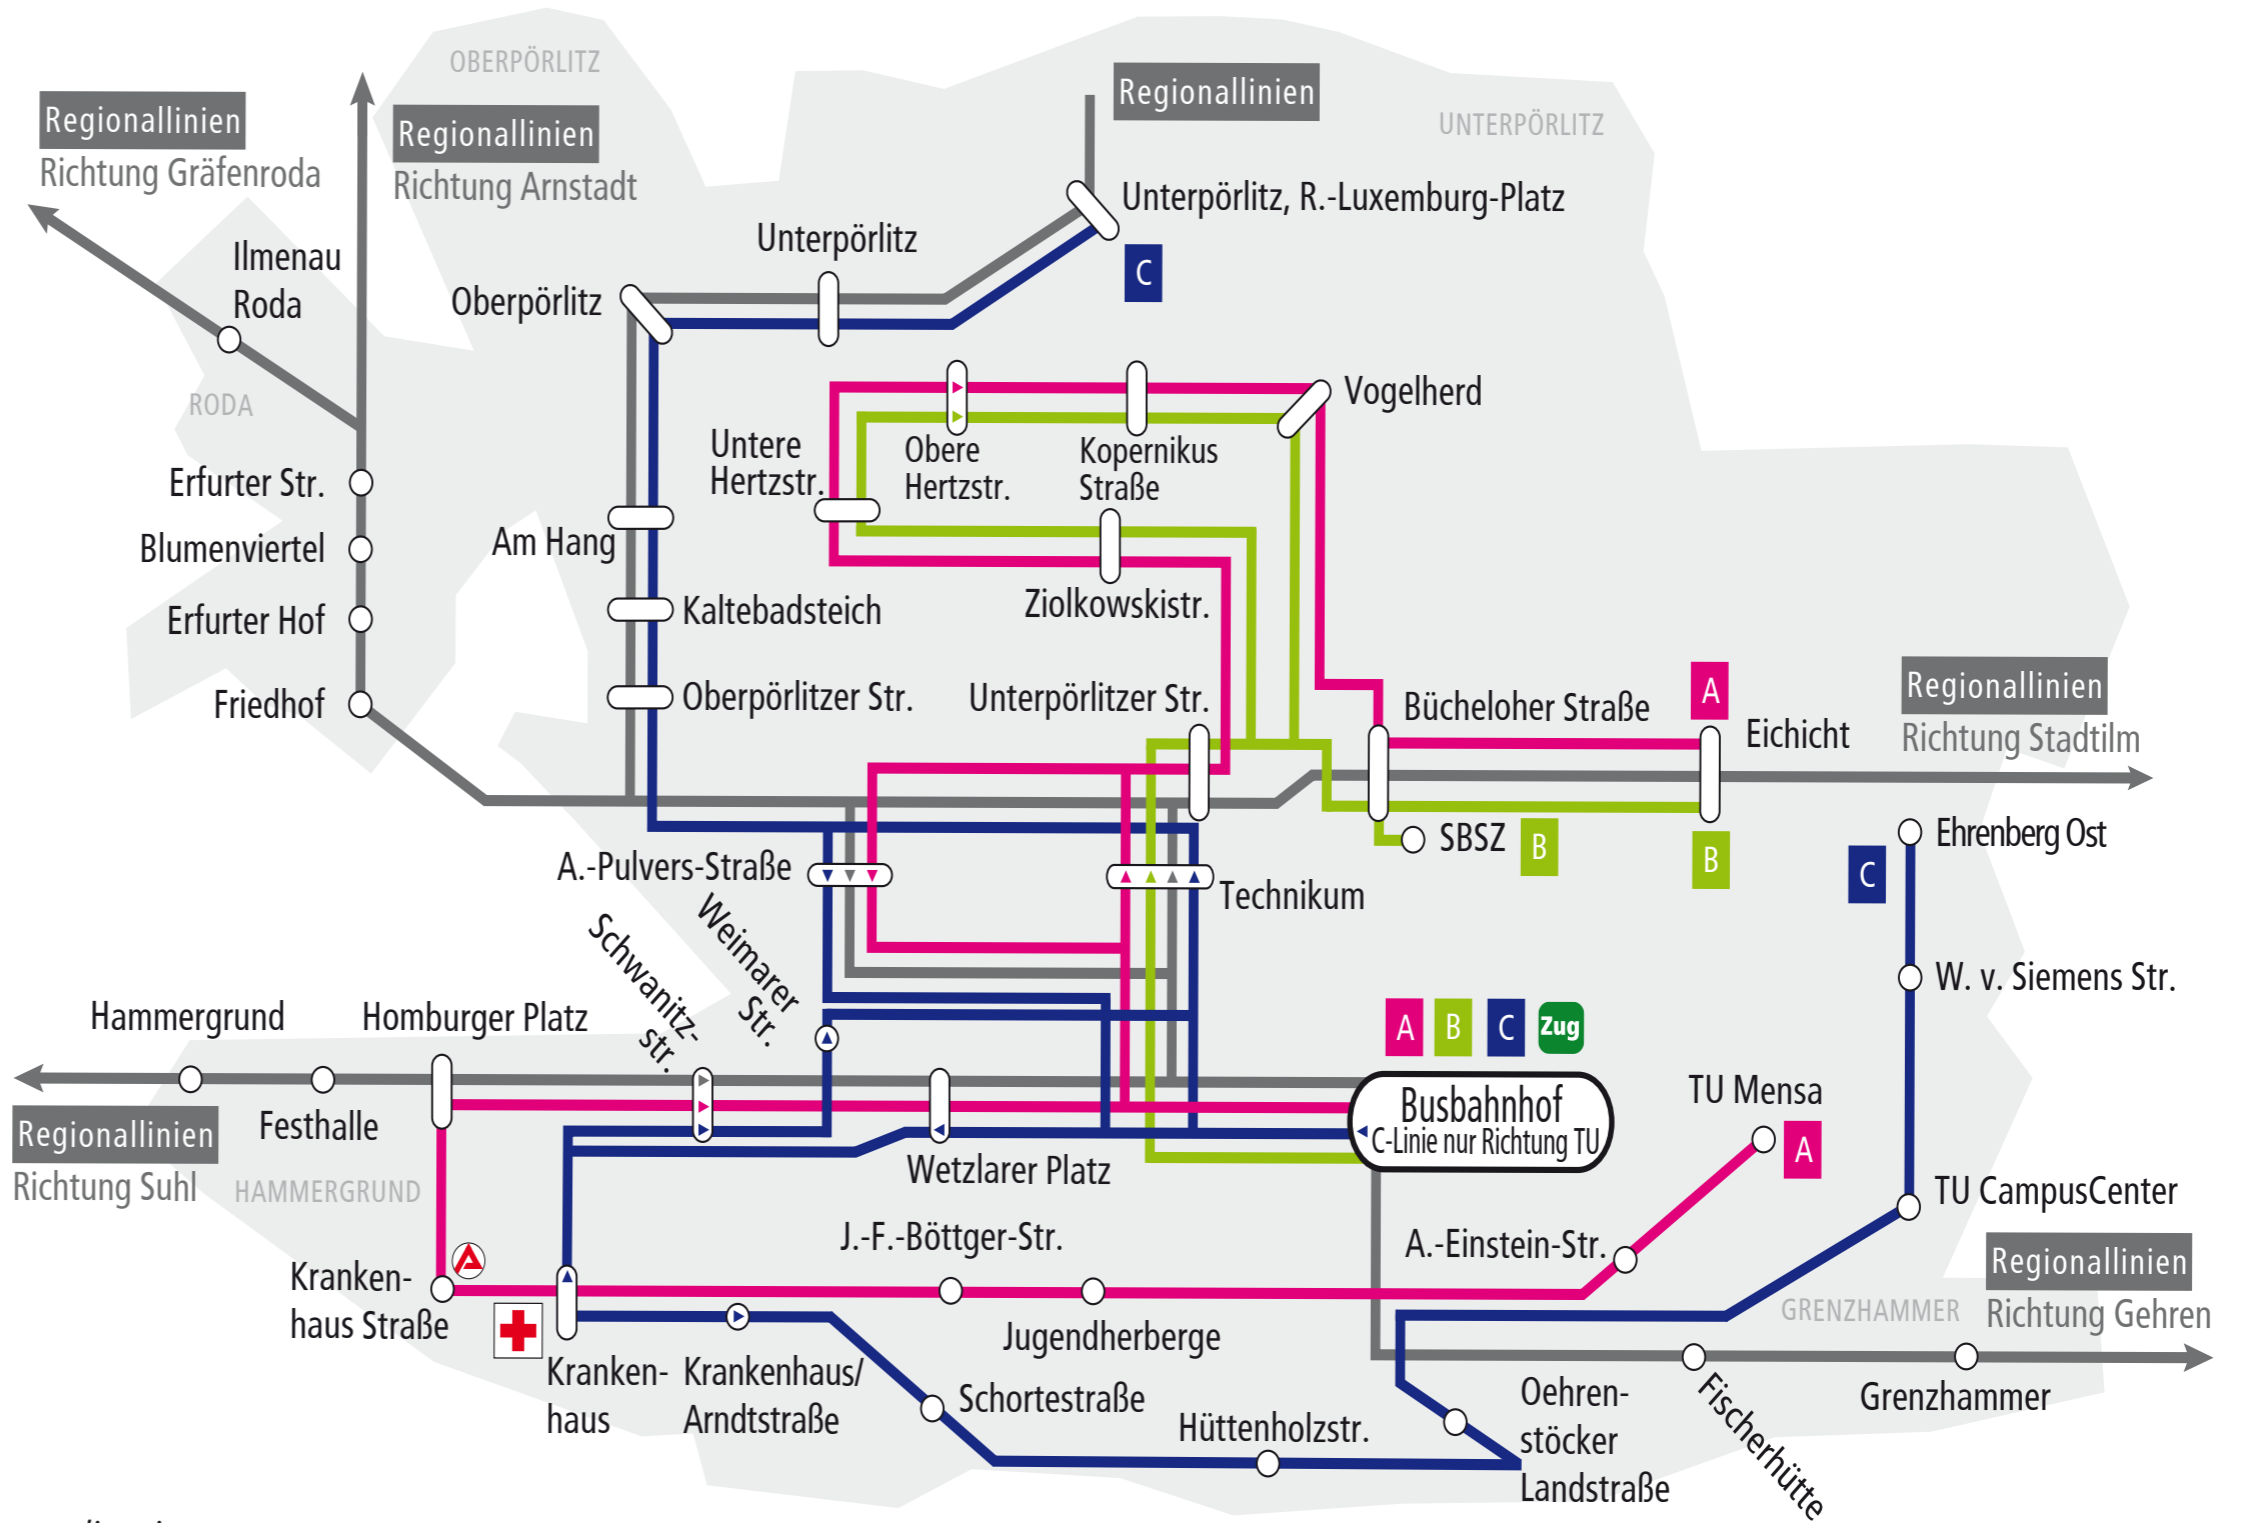 OBERPÖRLITZ
Regionallinien
Richtung Gräfenroda
Regionallinien
Richtung Arnstadt
Regionallinien
UNTERPÖRLITZ
Unterpörlitz, R.-Luxemburg-Platz
C
Unterpörlitz
Oberpörlitz
Ilmenau
Roda
RODA
Vogelherd
Untere
Hertzstr.
Obere
Hertzstr.
Kopernikus
Straße
Erfurter Str.
Blumenviertel
Erfurter Hof
Friedhof
Am Hang
Kaltebadsteich
Oberpörlitzer Str.
Ziolkowskistr.
Unterpörlitzer Str.
Bücheloher Straße
A
Eichicht
Regionallinien
Richtung Stadtilm
SBSZ
B
B
A.-Pulvers-Straße
Technikum
C
Ehrenberg Ost
W. v. Siemens Str.
Schwanitz-
str.
Weimarer
Str.
Hammergrund
Homburger Platz
A
B
C
Zug
Busbahnhof
C-Linie nur Richtung TU
Festhalle
Regionallinien
Richtung Suhl
HAMMERGRUND
Wetzlarer Platz
TU Mensa
A
TU CampusCenter
J.-F.-Böttger-Str.
A.-Einstein-Str.
Regionallinien
Richtung Gehren
GRENZHAMMER
Kranken-
haus Straße
Jugendherberge
Kranken-
haus
Krankenhaus/
Arndtstraße
Schortestraße
Hüttenholzstr.
Oehren-
stöcker
Landstraße
Fischerhütte
Grenzhammer